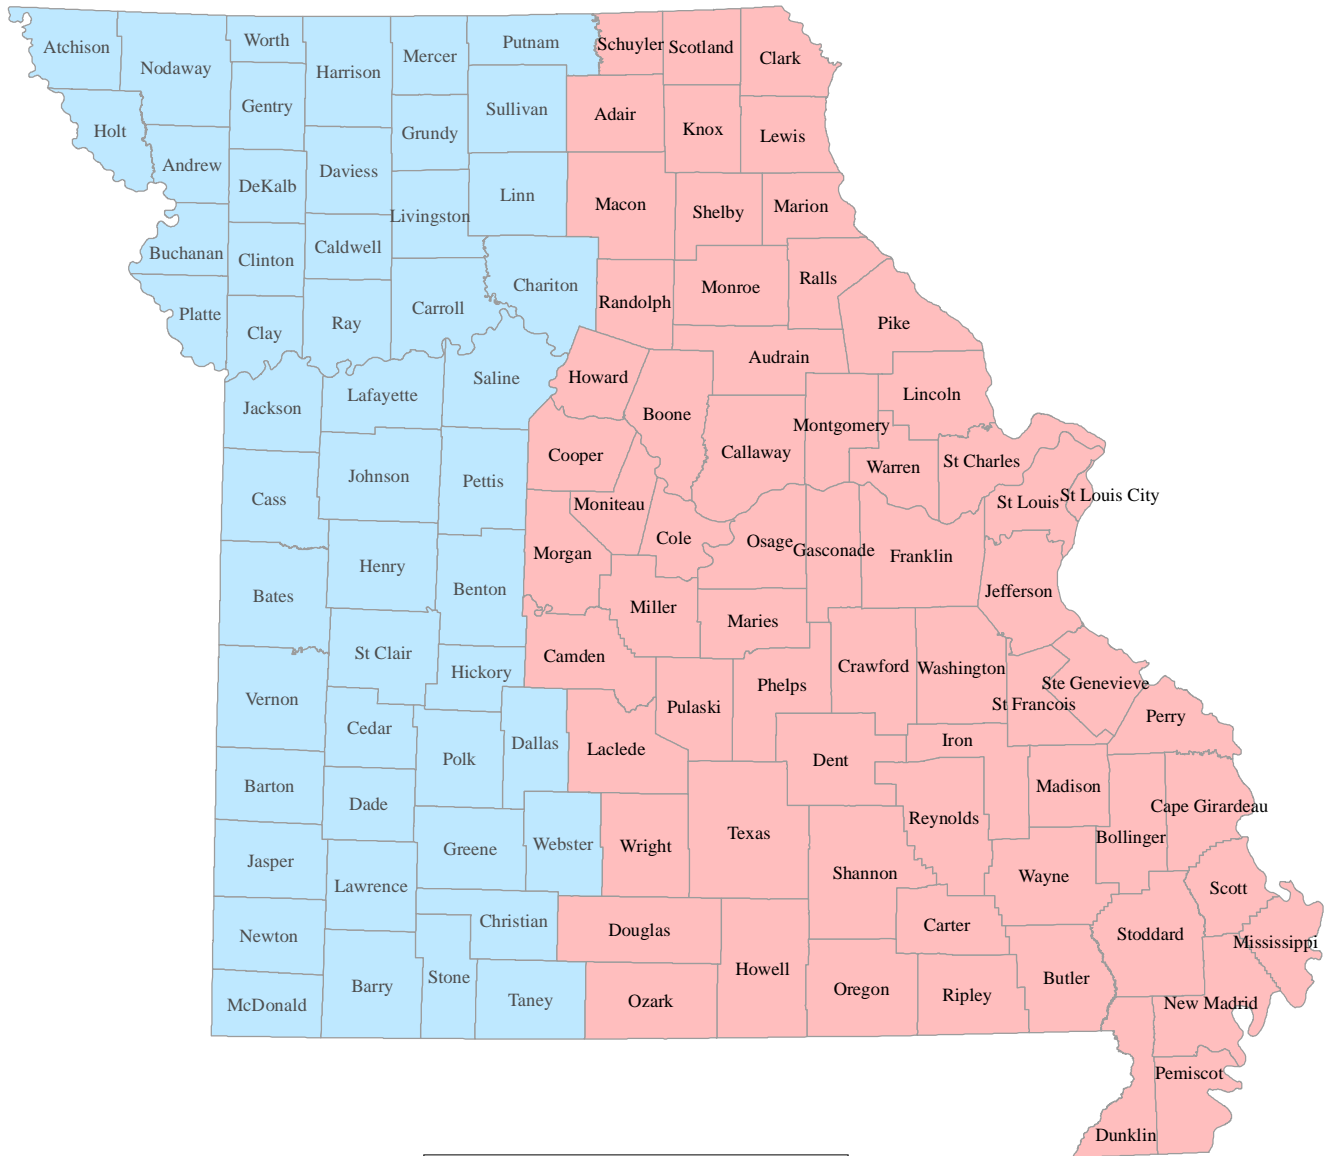 Atchison
Nodaway
Worth
Harrison
Mercer
Putnam
Schuyler
Scotland
Clark
Holt
Andrew
Gentry
DeKalb
Daviess
Grundy
Sullivan
Adair
Knox
Lewis
Livingston
Linn
Macon
Shelby
Marion
Buchanan
Clinton
Caldwell
Chariton
Randolph
Monroe
Ralls
Platte
Clay
Ray
Carroll
Pike
Audrain
Jackson
Lafayette
Saline
Howard
Boone
Lincoln
Montgomery
Callaway
Cooper
Warren
St Charles
Cass
Johnson
Pettis
Moniteau
St Louis
St Louis City
Cole
Osage
Gasconade
Franklin
Morgan
Bates
Henry
Benton
Miller
Maries
Jefferson
St Clair
Hickory
Camden
Crawford
Washington
Ste Genevieve
St Francois
Vernon
Cedar
Dallas
Pulaski
Phelps
Perry
Polk
Laclede
Dent
Iron
Barton
Dade
Madison
Cape Girardeau
Greene
Webster
Wright
Texas
Reynolds
Bollinger
Jasper
Lawrence
Shannon
Wayne
Scott
Newton
Christian
Douglas
Carter
Stoddard
Mississippi
McDonald
Barry
Stone
Taney
Ozark
Howell
Oregon
Ripley
Butler
New Madrid
Pemiscot
Dunklin